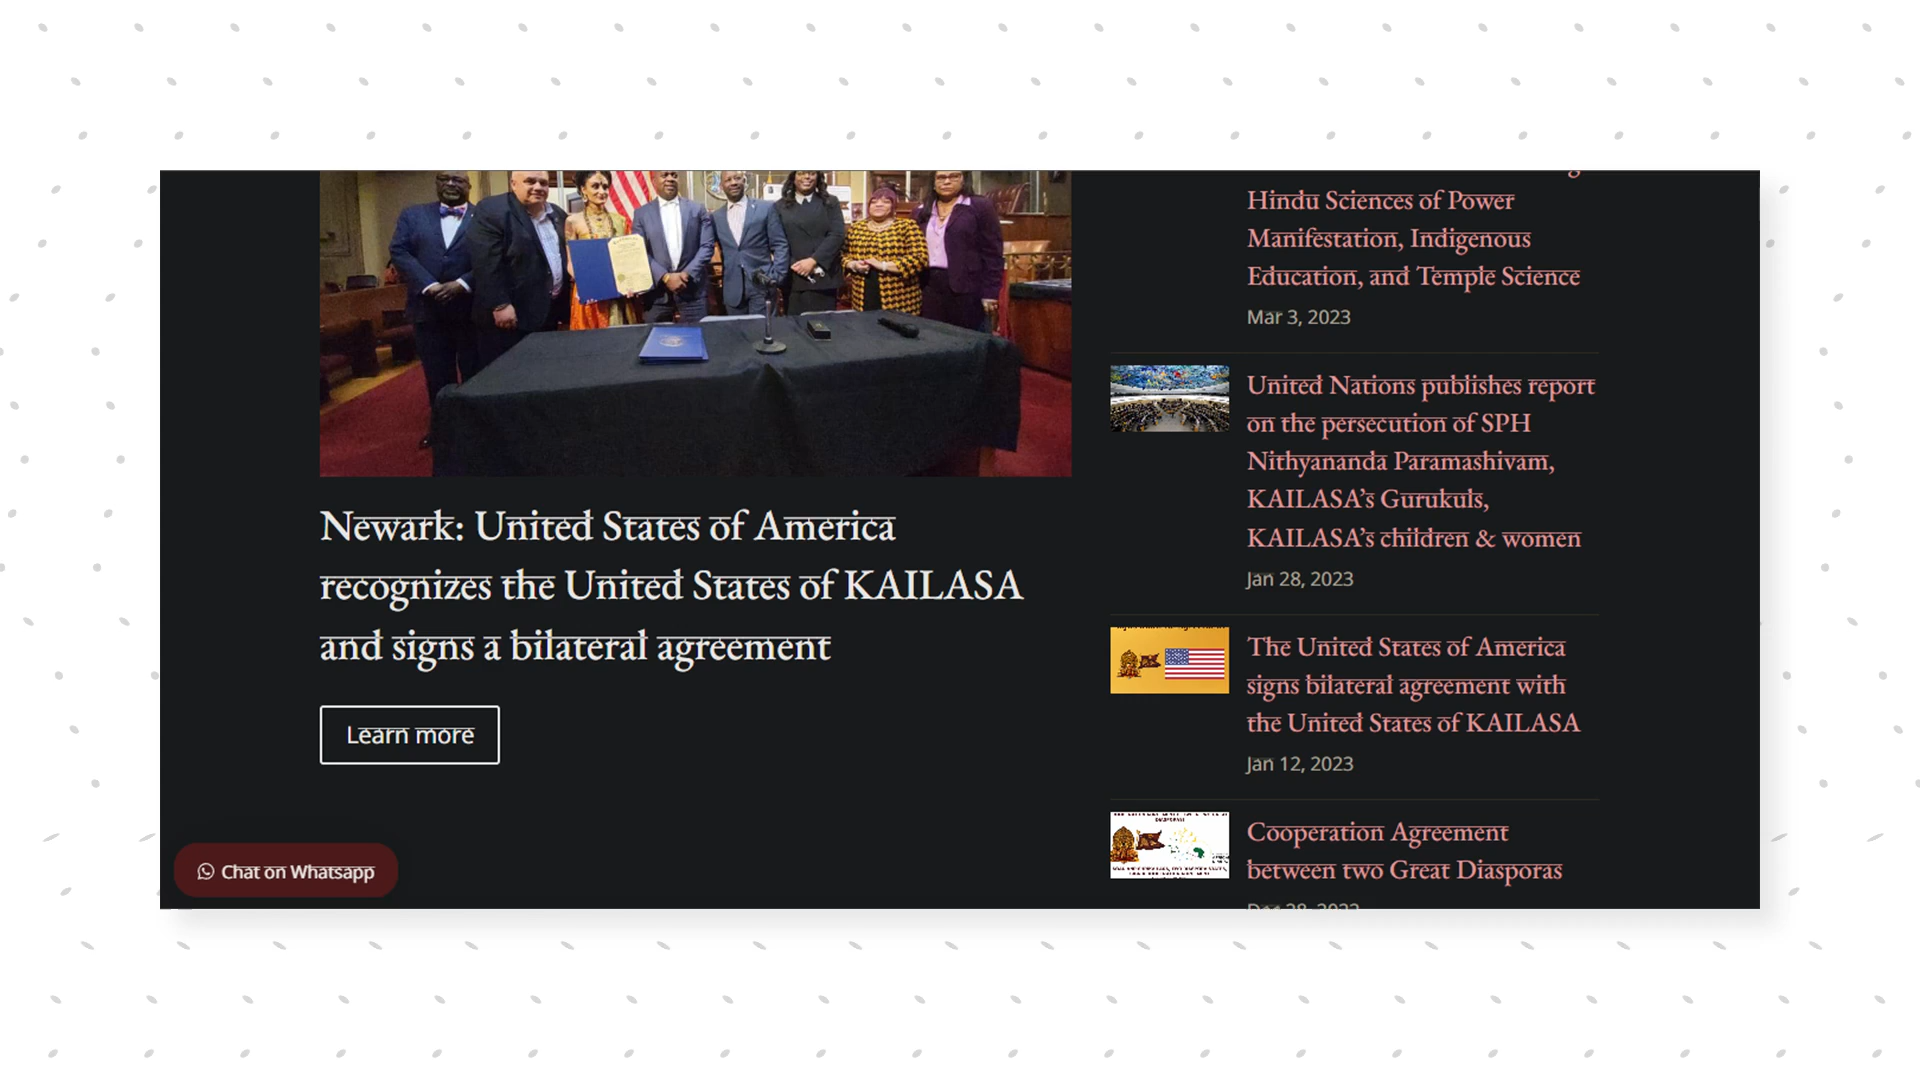 Newark: United States of America
recognizes the United States of KAILASA
and signs a bilateral agreement
Learn more
Chat on Whatsapp
Hindu Sciences of Power
Manifestation, Indigenous
Education, and Temple Science
Mar 3, 2023
United Nations publishes report
on the persecution of SPH
Nithyananda Paramashivam,
KAILASA's Gurukuls,
KAILASA's children & women
Jan 28, 2023
The United States of America
signs bilateral agreement with
the United States of KAILASA
Jan 12, 2023
Cooperation Agreement
between two Great Diasporas